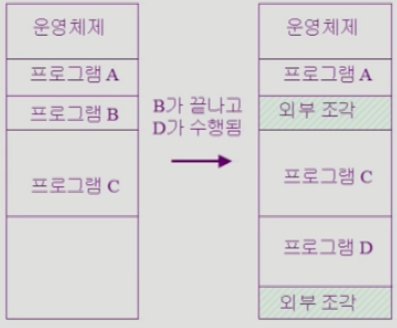 운영체제
프로그램 A
프로그램 B
프로그램 C
B가 끝나고
D가 수행됨
운영체제
프로그램 A
외부 조각
프로그램 C
프로그램 D
외부 조각